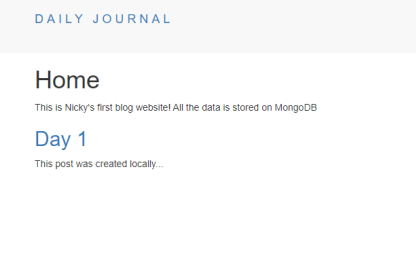 DAILY JOURNAL
Home
This is Nicky's first blog website! All the data is stored on MongoDB
Day 1
This post was created locally...